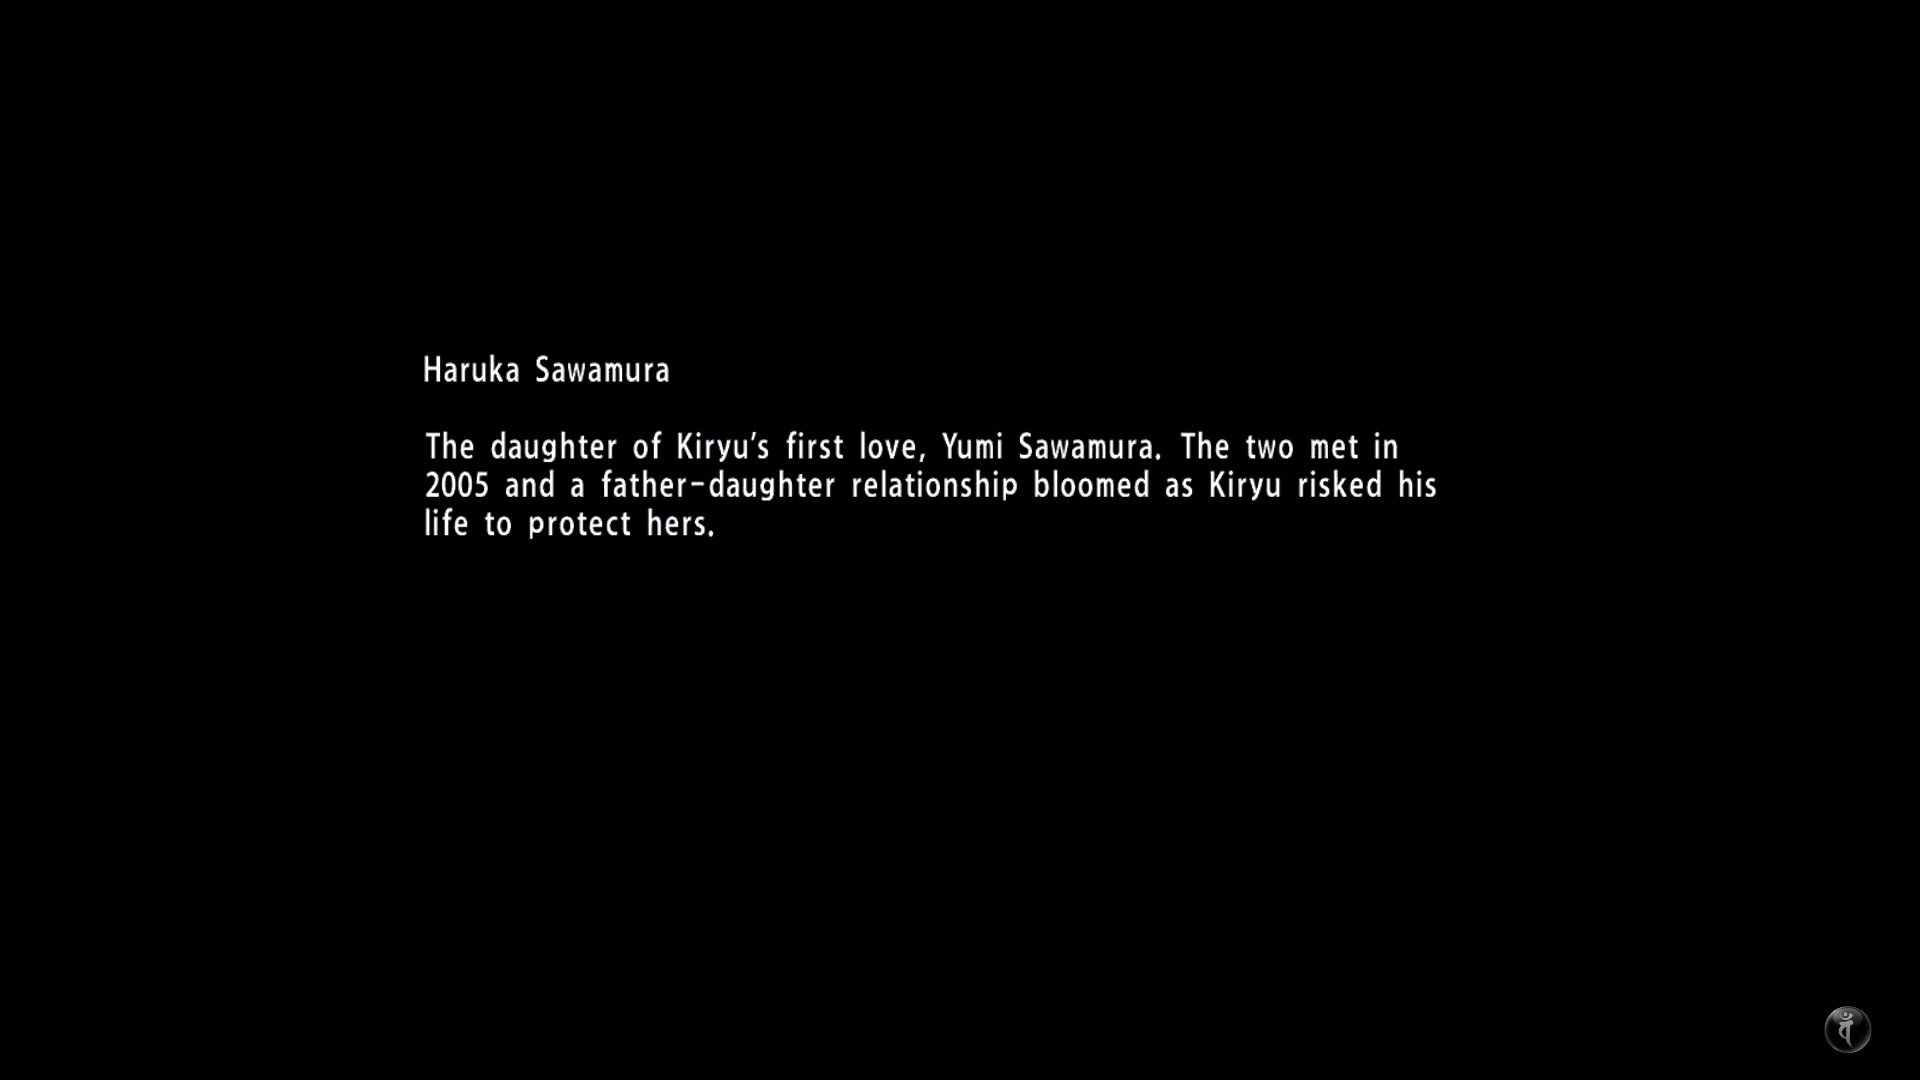 Haruka Sawamura
The daughter of Kiryu's first love, Yumi Sawamura. The two met in
2005 and a father-daughter relationship bloomed as Kiryu risked his
life to protect hers.